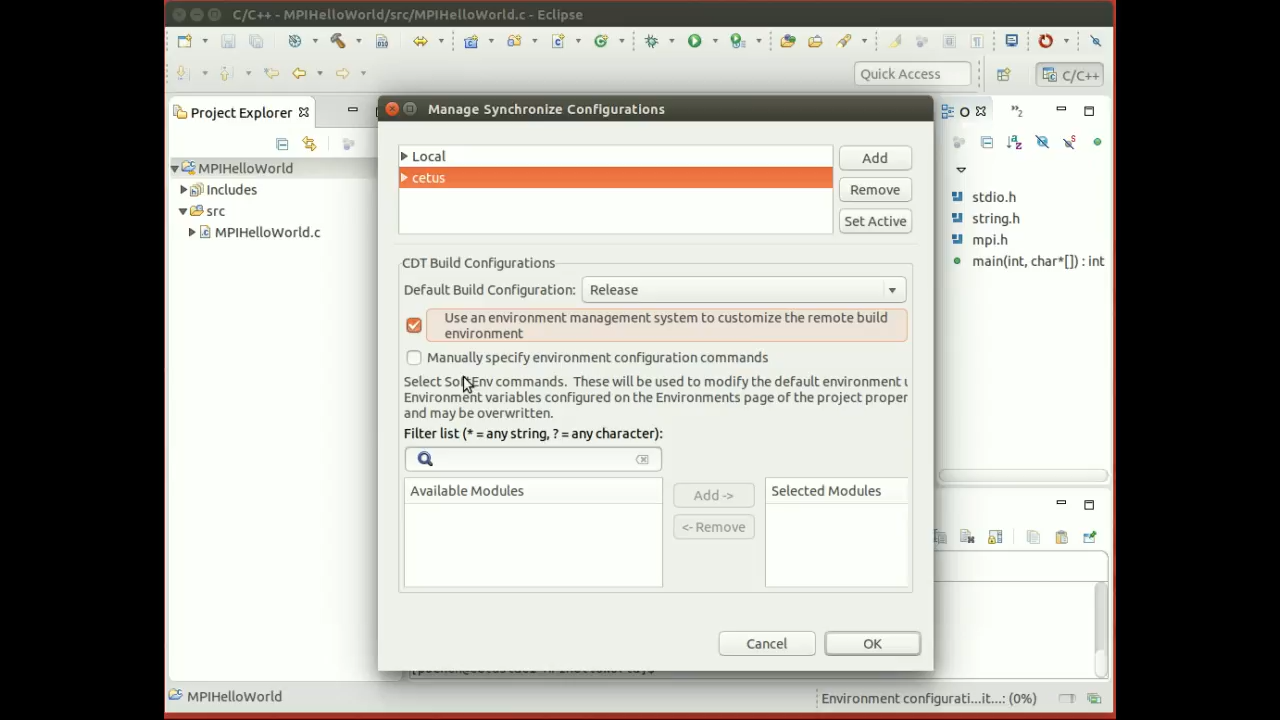 C/C++ - MPIHelloWorld/src/MPIHelloWorld.c - Eclipse
Quick Access
C/C++
Project Explorer
MPIHelloWorld
Includes
src
MPIHelloWorld.c
Manage Synchronize Configurations
Local
cetus
Add
Remove
Set Active
CDT Build Configurations
Default Build Configuration:
Release
Use an environment management system to customize the remote build
environment
Manually specify environment configuration commands
Select SoftEnv commands. These will be used to modify the default environment u
Environment variables configured on the Environments page of the project proper
and may be overwritten.
Filter list (* = any string, ? = any character):
Available Modules
Add ->
<- Remove
Selected Modules
Cancel
OK
O
stdio.h
string.h
mpi.h
main(int, char*[]) : int
MPIHelloWorld
Environment configurati...it...: (0%)